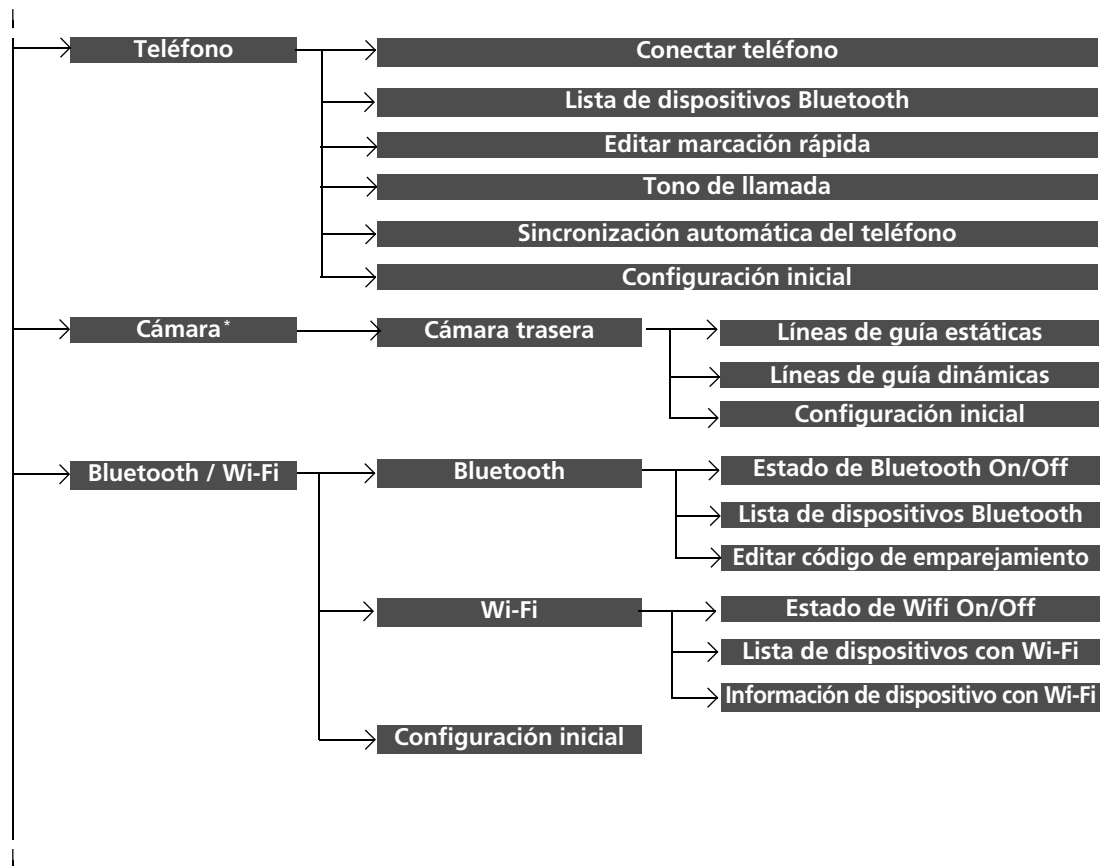 Teléfono
Conectar teléfono
Lista de dispositivos Bluetooth
Editar marcación rápida
Tono de llamada
Sincronización automática del teléfono
Configuración inicial
Cámara*
Cámara trasera
Líneas de guía estáticas
Líneas de guía dinámicas
Configuración inicial
Bluetooth / Wi-Fi
Bluetooth
Estado de Bluetooth On/Off
Lista de dispositivos Bluetooth
Editar código de emparejamiento
Wi-Fi
Estado de Wifi On/Off
Lista de dispositivos con Wi-Fi
Información de dispositivo con Wi-Fi
Configuración inicial